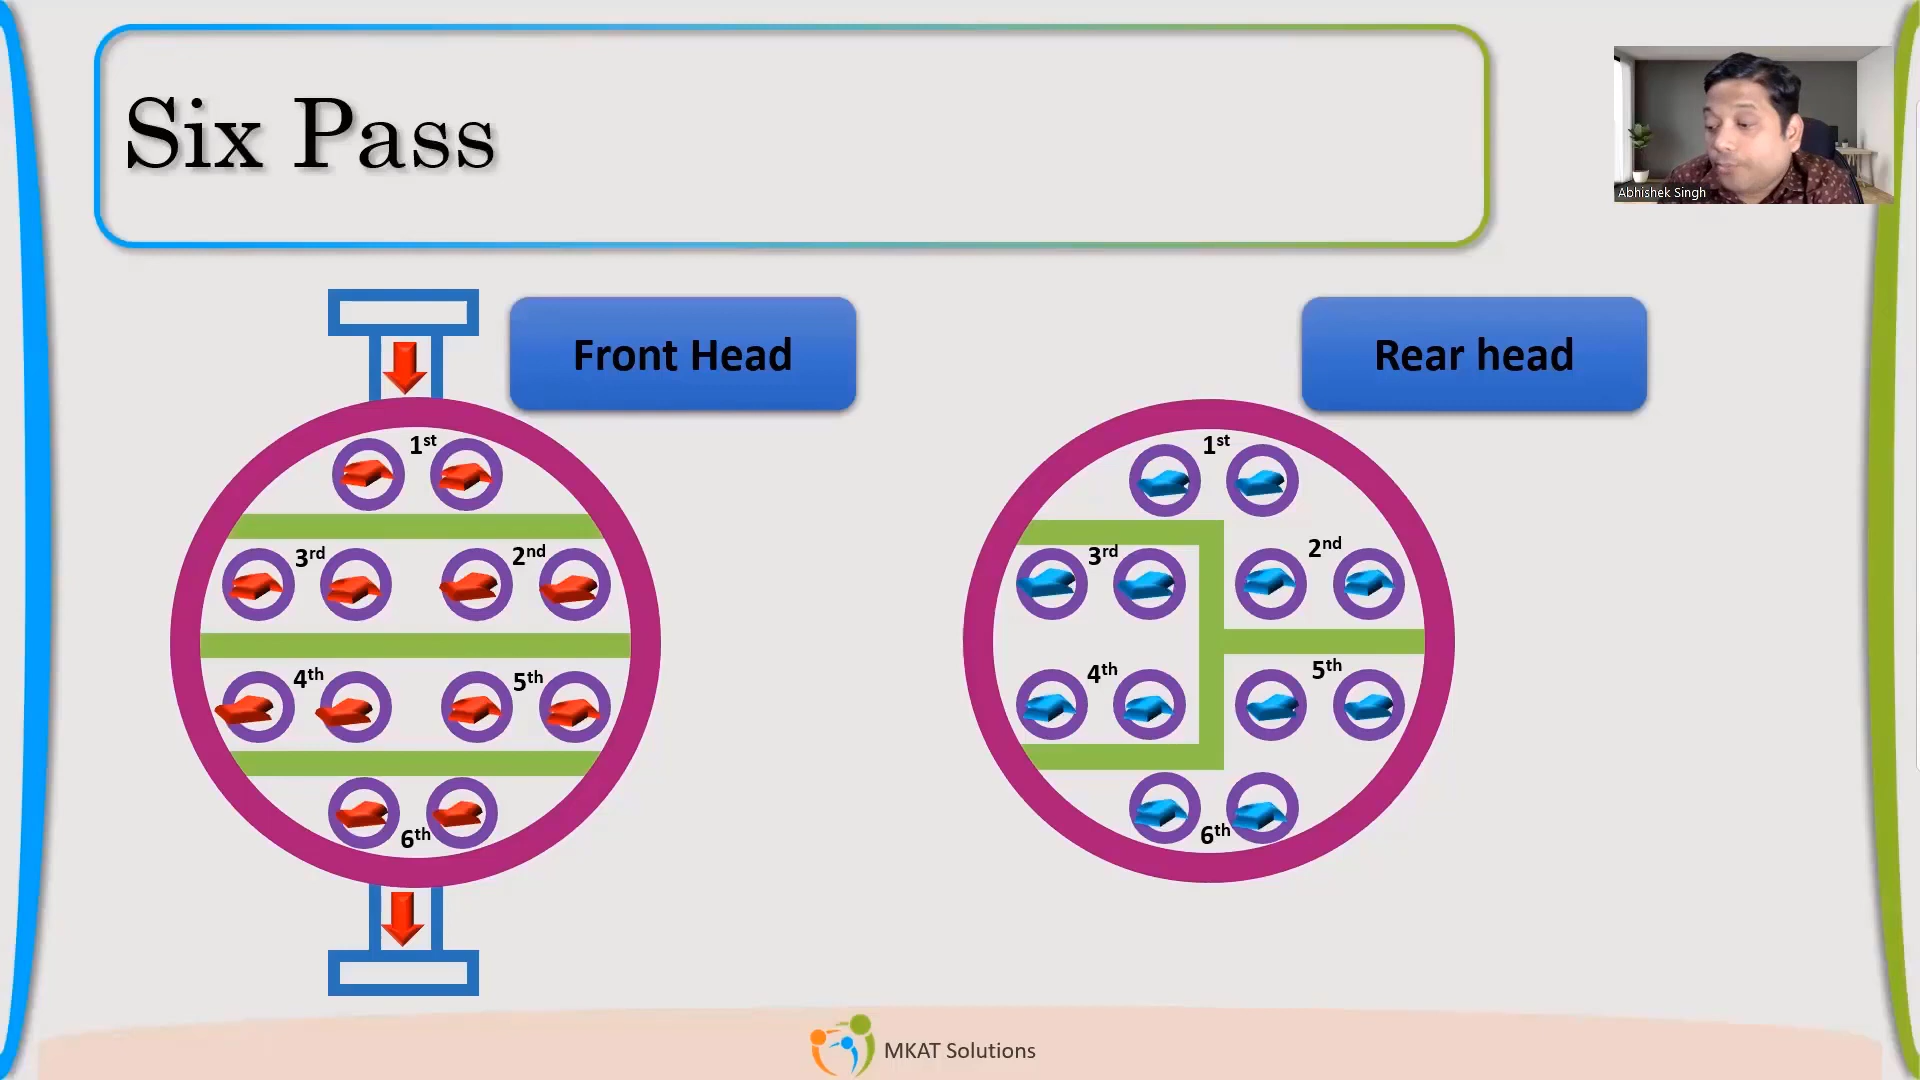 Six Pass
Abhishek Singh
Front Head
Rear head
1st
3rd
2nd
4th
5th
6th
1st
3rd
2nd
4th
5th
6th
MKAT Solutions